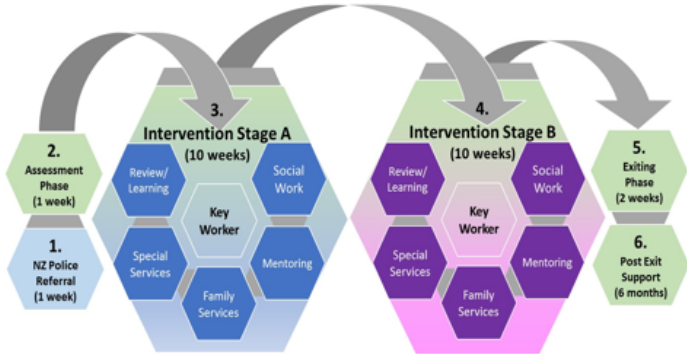 1.
NZ Police
Referral
(1 week)
2.
Assessment
Phase
(1 week)
3.
Intervention Stage A
(10 weeks)
Review/
Learning
Social
Work
Key
Worker
Special
Services
Mentoring
Family
Services
4.
Intervention Stage B
(10 weeks)
Review/
Learning
Social
Work
Key
Worker
Special
Services
Mentoring
Family
Services
5.
Exiting
Phase
(2 weeks)
6.
Post Exit
Support
(6 months)